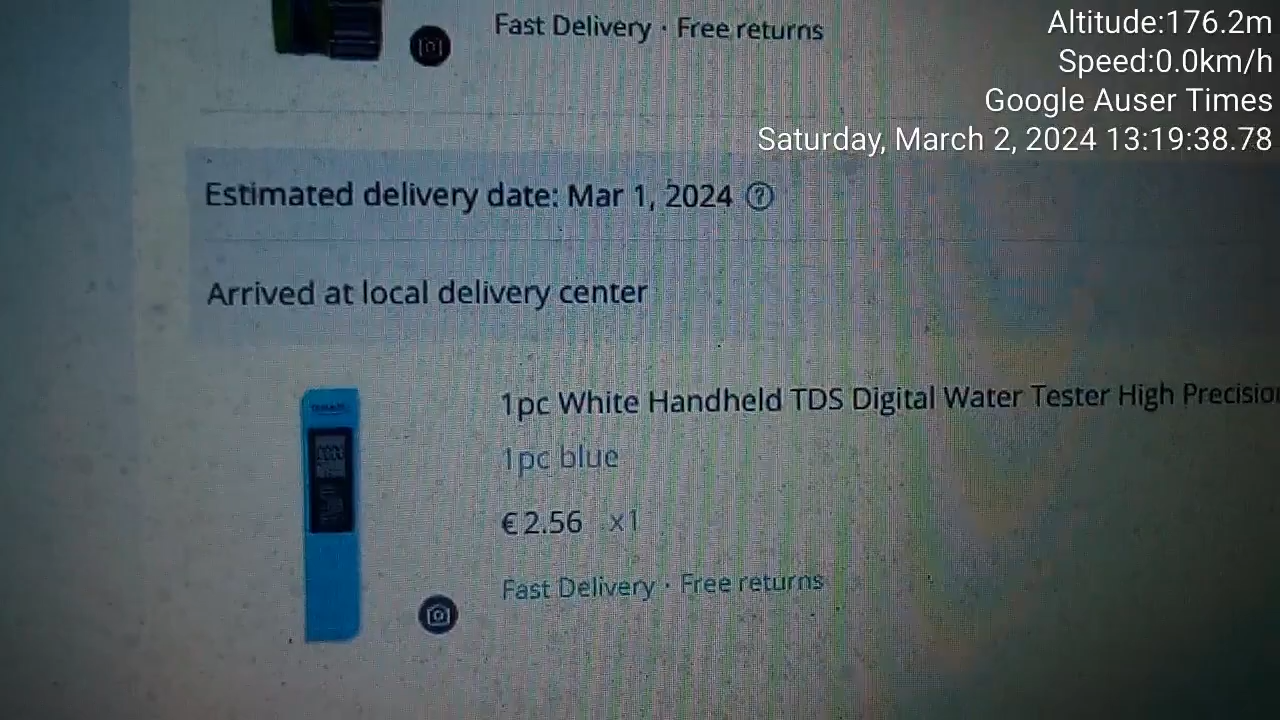 Fast Delivery · Free returns
Altitude:176.2m
Speed:0.0km/h
Google Auser Times
Saturday, March 2, 2024 13:19:38.78
Estimated delivery date: Mar 1, 2024 ?
Arrived at local delivery center
1pc White Handheld TDS Digital Water Tester High Precisio
1pc blue
€2.56 x1
Fast Delivery · Free returns